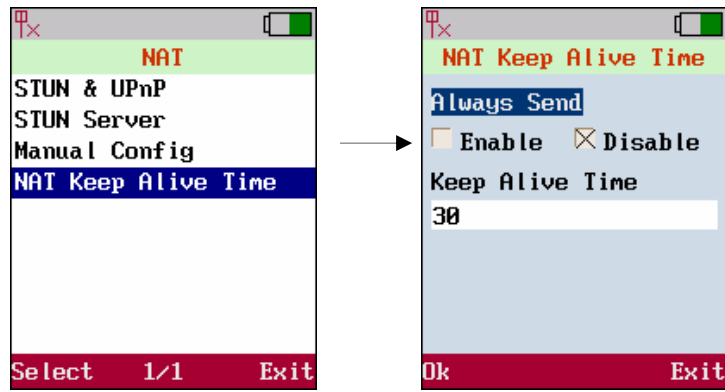 NAT
STUN & UPnP
STUN Server
Manual Config
NAT Keep Alive Time
Select 1/1 Exit
NAT Keep Alive Time
Always Send
Enable Disable
Keep Alive Time
30
Ok Exit